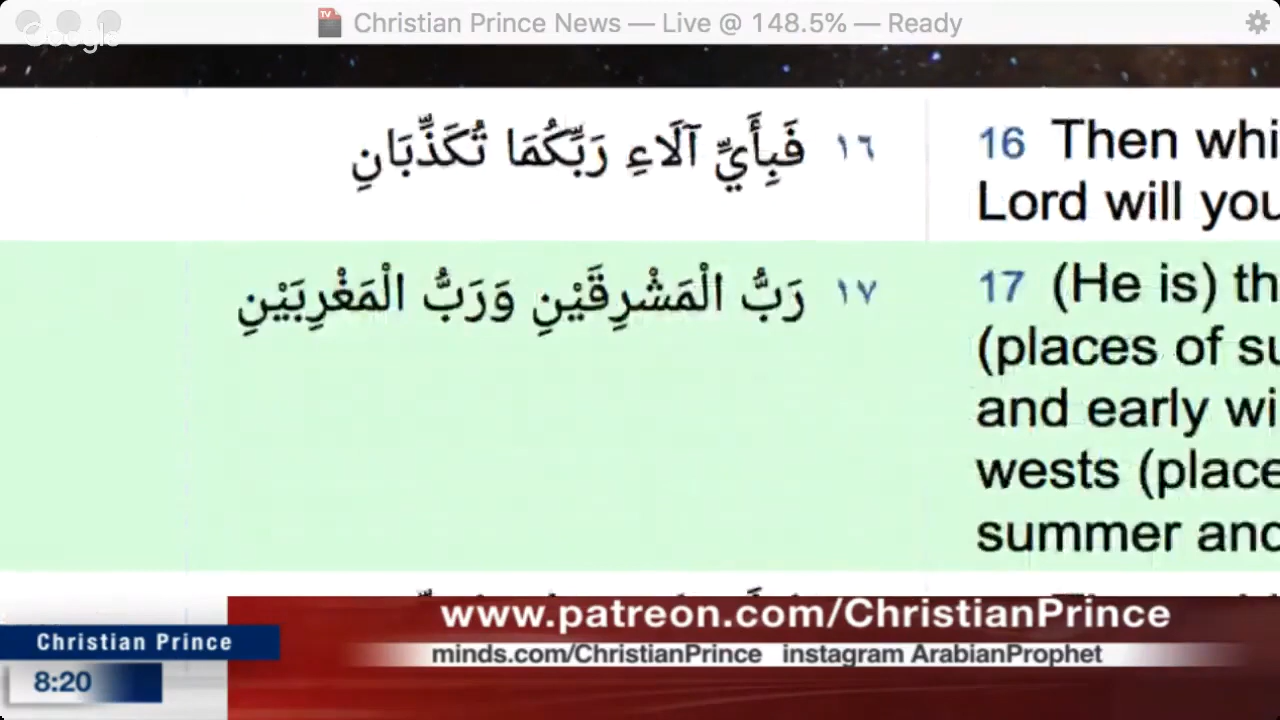 Christian Prince News — Live @ 148.5% — Ready
Google
١٦ فَبِأَيِّ آلَاءِ رَبِّكُمَا تُكَذِّبَانِ
16 Then whi
Lord will you
١٧ رَبُّ الْمَشْرِقَيْنِ وَرَبُّ الْمَغْرِبَيْنِ
17 (He is) th
(places of su
and early wi
wests (place
summer and
www.patreon.com/ChristianPrince
Christian Prince
minds.com/ChristianPrince instagram ArabianProphet
8:20